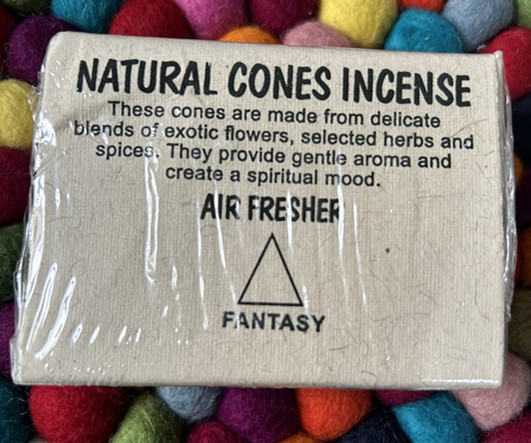 NATURAL CONES INCENSE
These cones are made from delicate
blends of exotic flowers, selected herbs and
spices. They provide gentle aroma and
create a spiritual mood.
AIR FRESHER
FANTASY